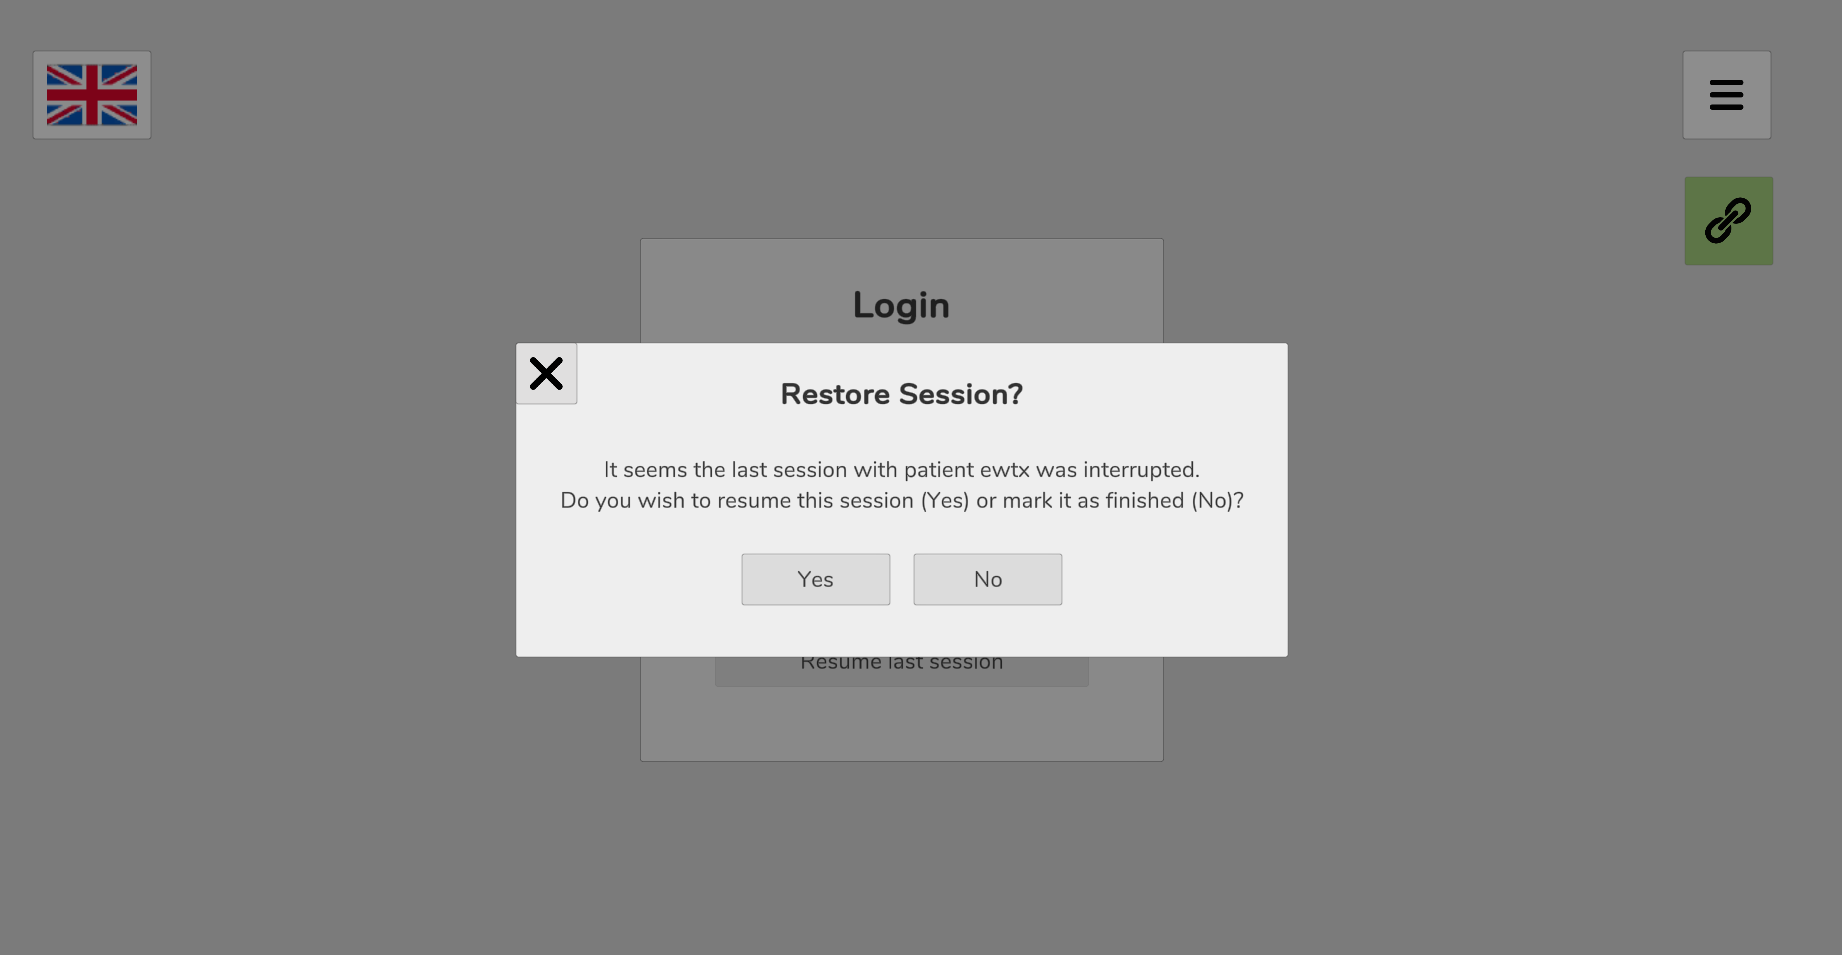 Login
Restore Session?
It seems the last session with patient ewtx was interrupted.
Do you wish to resume this session (Yes) or mark it as finished (No)?
Yes
No
Resume last session